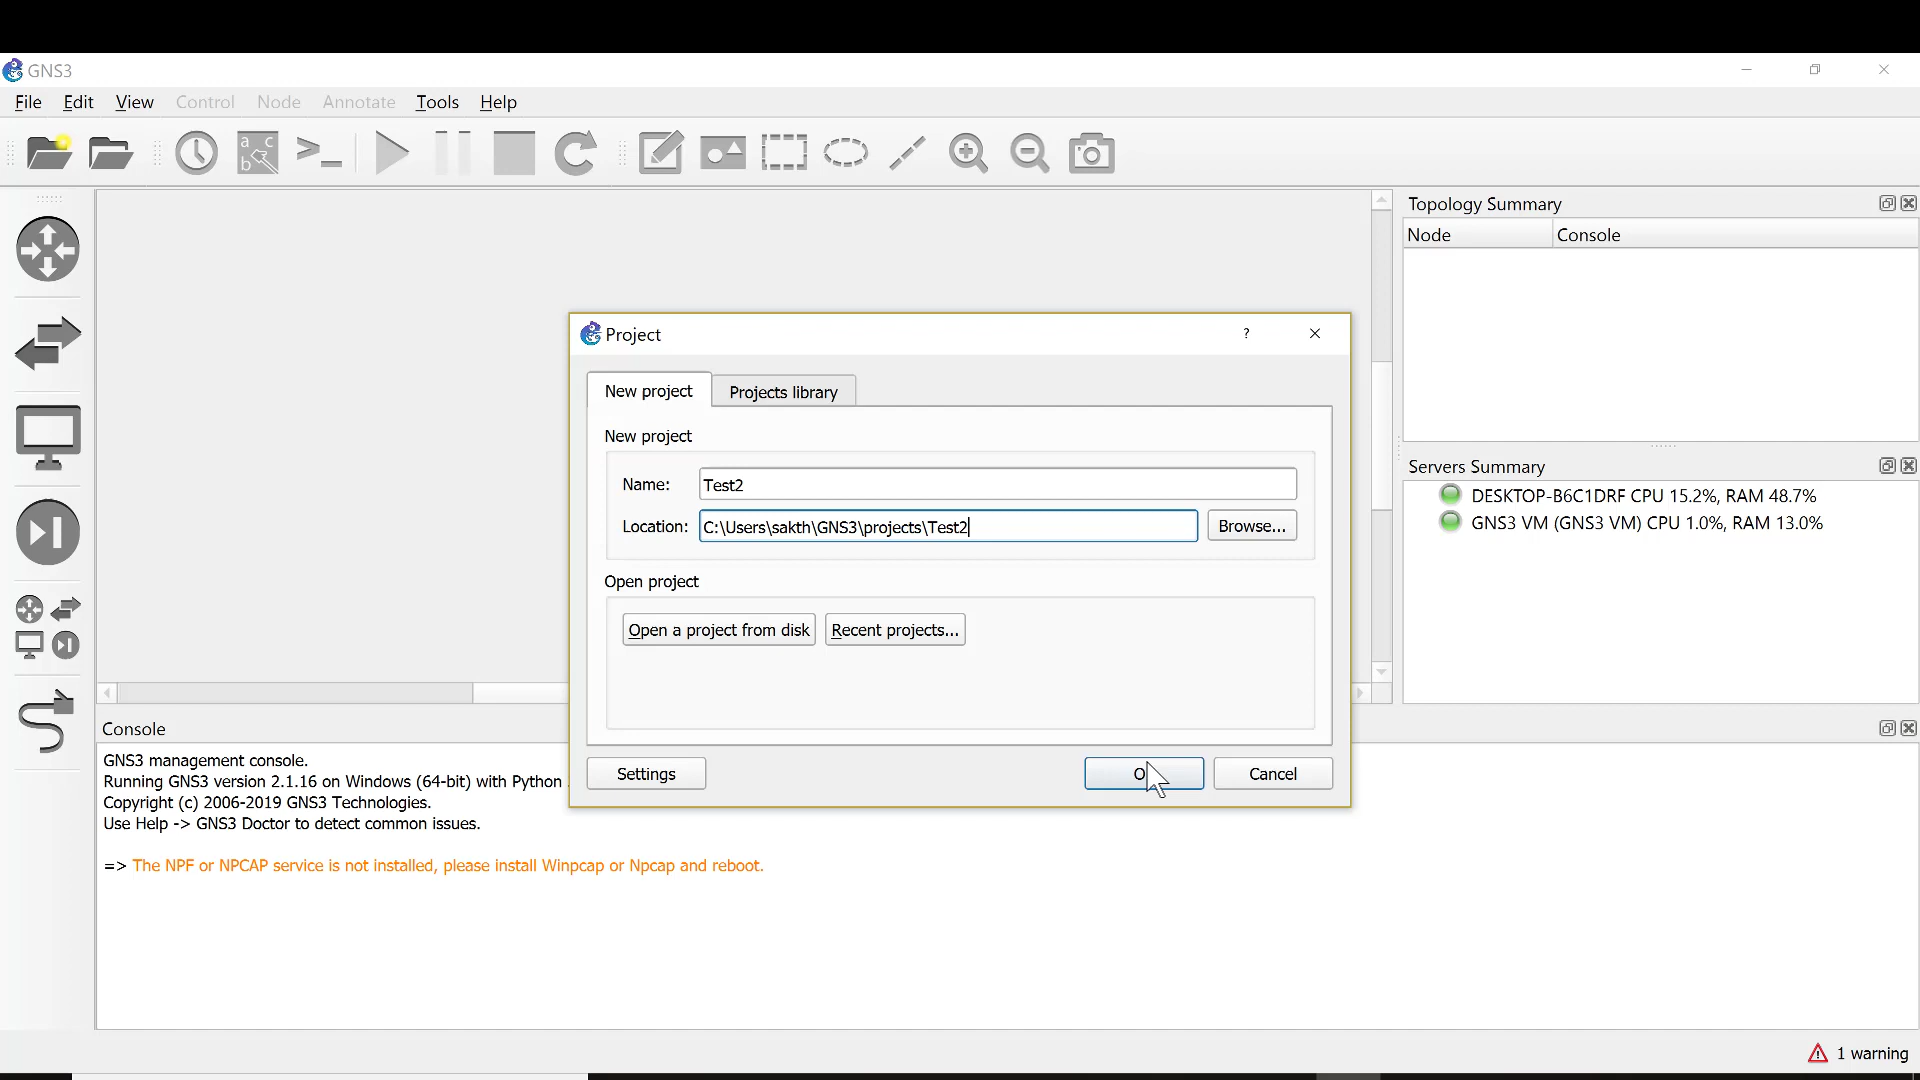 GNS3
File Edit View Control Node Annotate Tools Help
a c
b
Topology Summary
Node Console
Project ?
New project Projects library
New project
Name: Test2
Location: C:\Users\sakth\GNS3\projects\Test2 Browse...
Open project
Open a project from disk Recent projects...
Settings Cancel
Servers Summary
DESKTOP-B6C1DRF CPU 15.2%, RAM 48.7%
GNS3 VM (GNS3 VM) CPU 1.0%, RAM 13.0%
Console
GNS3 management console.
Running GNS3 version 2.1.16 on Windows (64-bit) with Python
Copyright (c) 2006-2019 GNS3 Technologies.
Use Help -> GNS3 Doctor to detect common issues.
=> The NPF or NPCAP service is not installed, please install Winpcap or Npcap and reboot.
1 warning